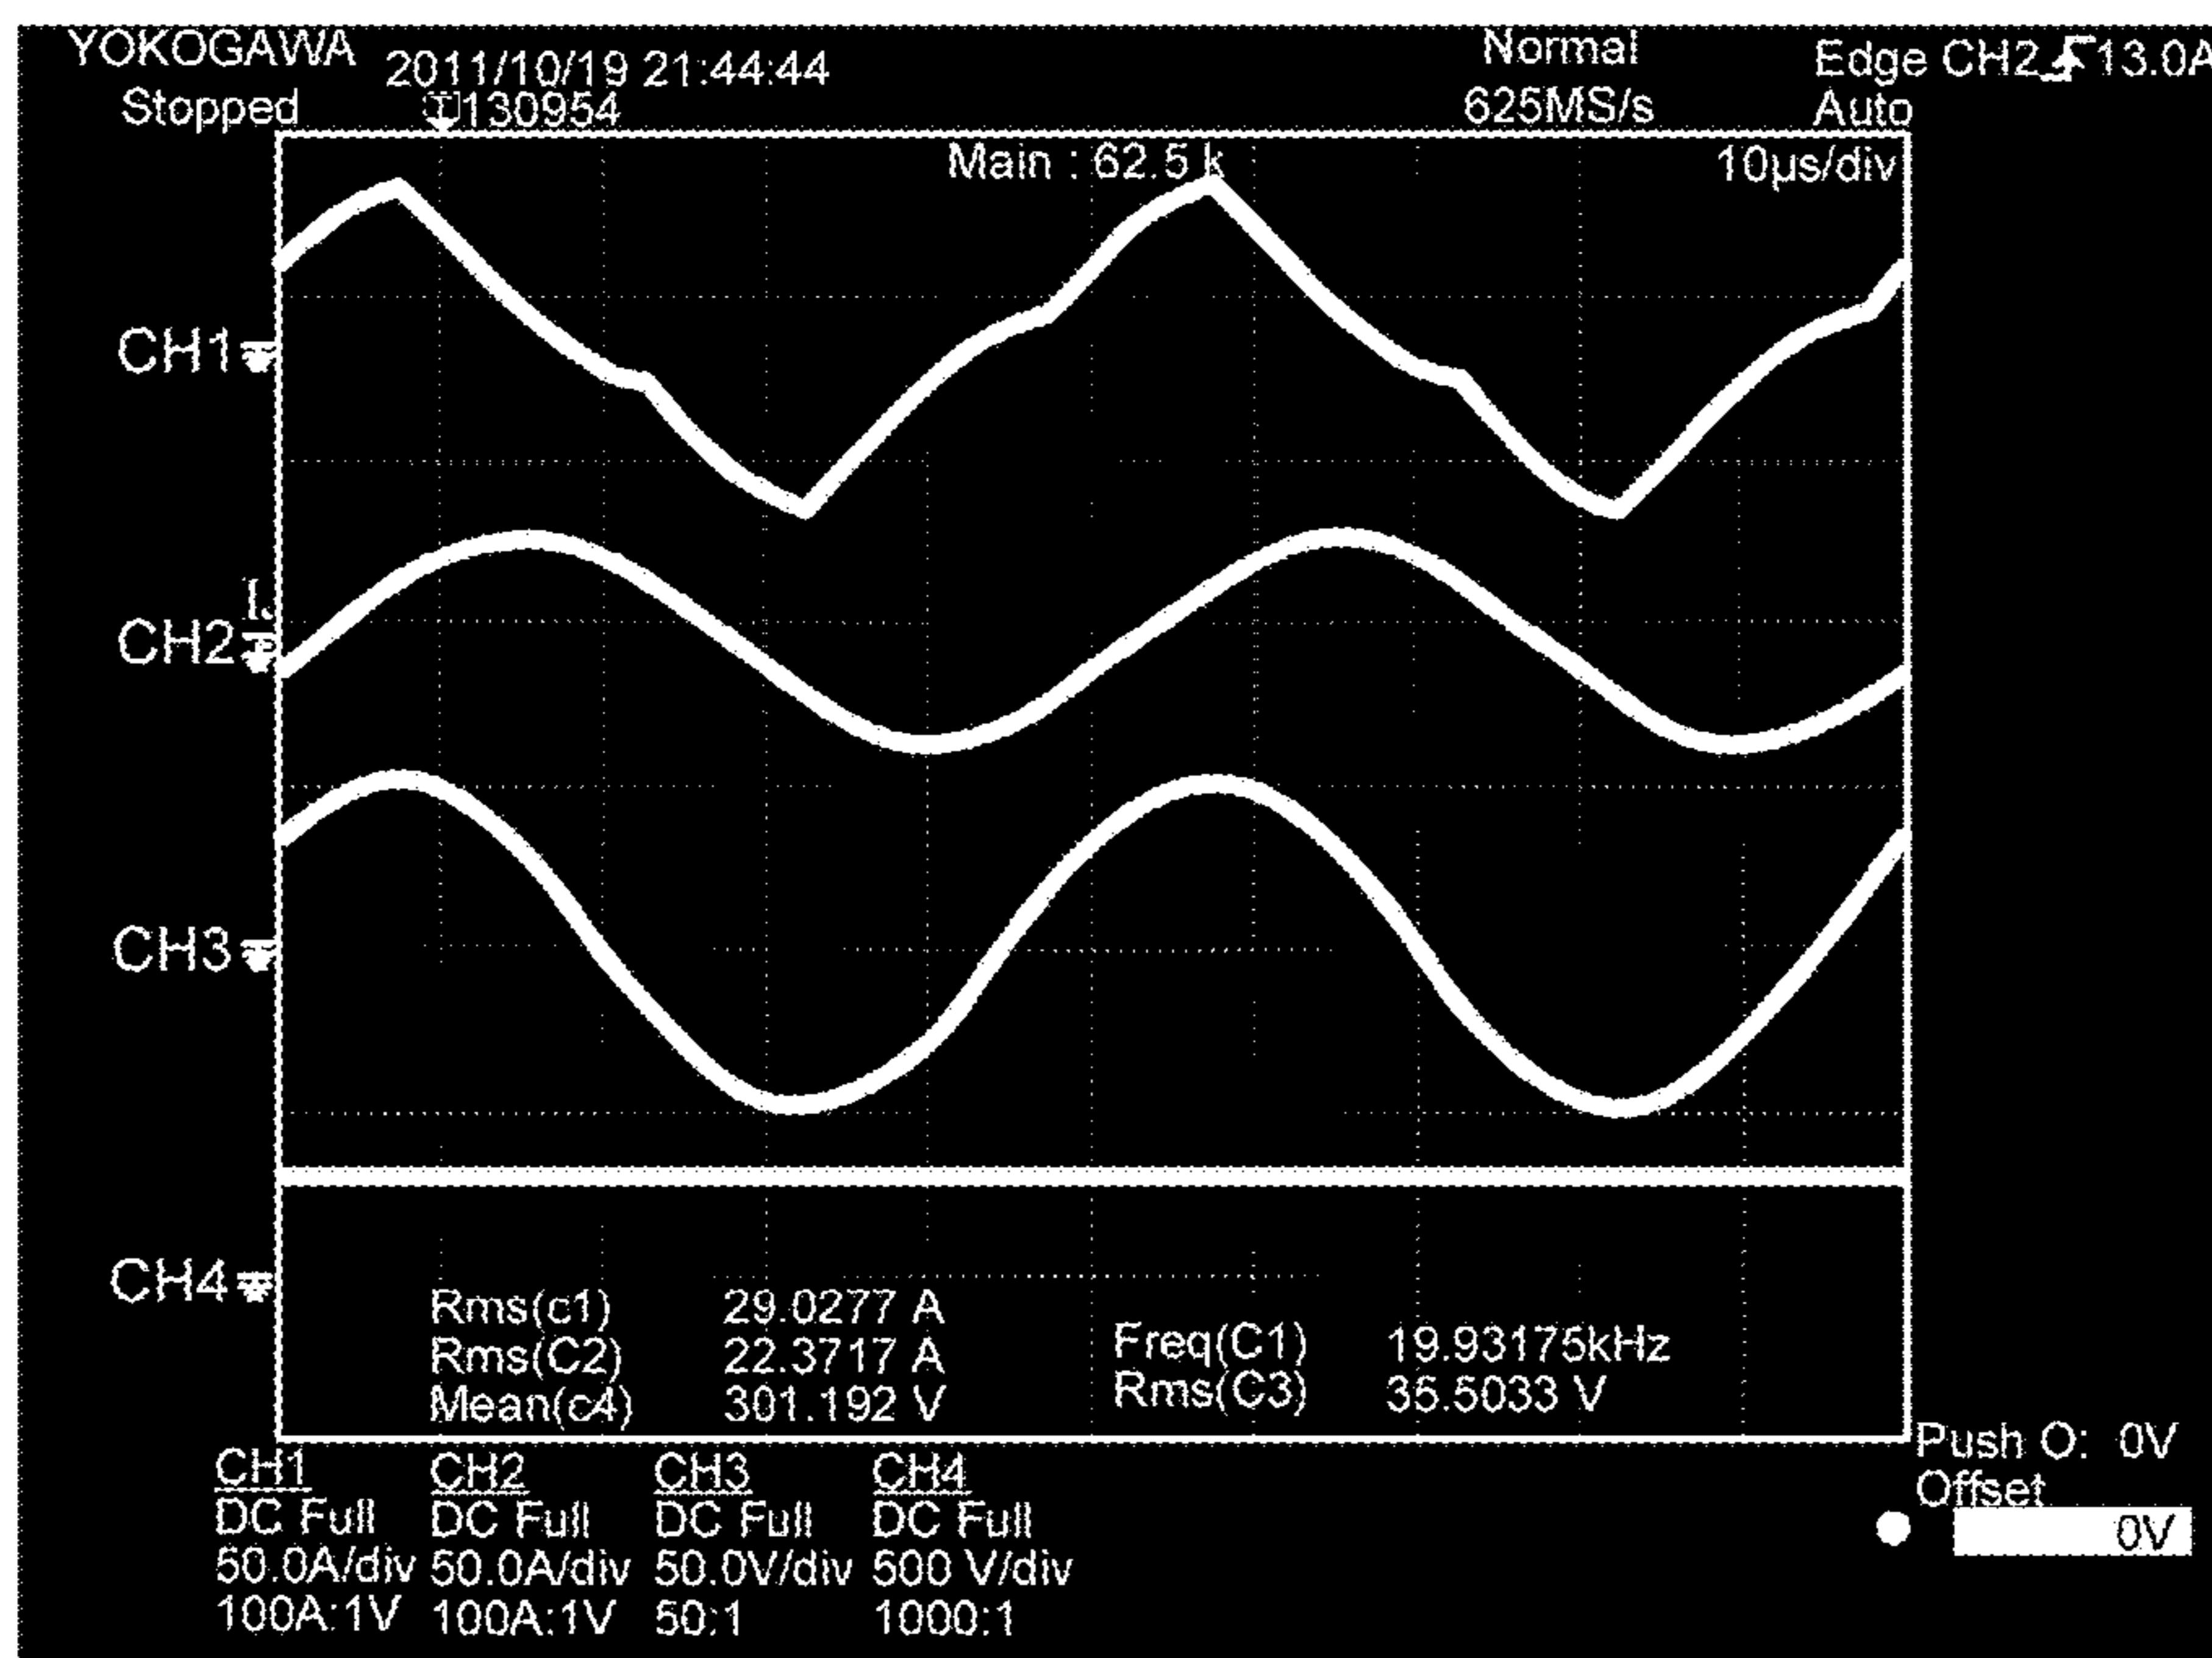 YOKOGAWA 2011/10/19 21:44:44 Normal Edge CH2 13.0A
Stopped 130954 625MS/s Auto
Main : 62.5 k 10µs/div
CH1
CH2
CH3
CH4
Rms(c1) 29.0277 A
Rms(C2) 22.3717 A
Mean(c4) 301.192 V
Freq(C1) 19.93175kHz
Rms(C3) 35.5033 V
Push O: 0V
Offset
0V
CH1 CH2 CH3 CH4
DC Full DC Full DC Full DC Full
50.0A/div 50.0A/div 50.0V/div 500 V/div
100A:1V 100A:1V 50:1 1000:1